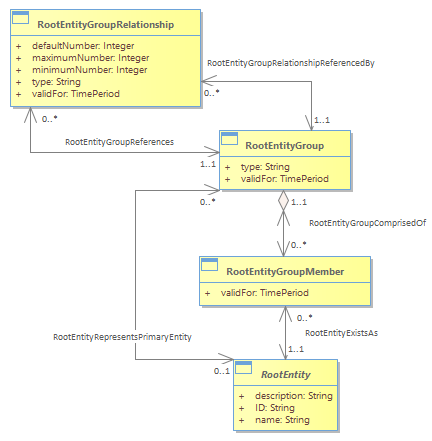 RootEntityGroupRelationship
+ defaultNumber: Integer
+ maximumNumber: Integer
+ minimumNumber: Integer
+ type: String
+ validFor: TimePeriod
RootEntityGroupRelationshipReferencedBy
0..*
0..*
1..1
RootEntityGroupReferences
1..1
RootEntityGroup
+ type: String
+ validFor: TimePeriod
0..*
1..1
RootEntityGroupComprisedOf
0..*
RootEntityGroupMember
+ validFor: TimePeriod
0..*
RootEntityExistsAs
RootEntityRepresentsPrimaryEntity
1..1
0..1
RootEntity
+ description: String
+ ID: String
+ name: String